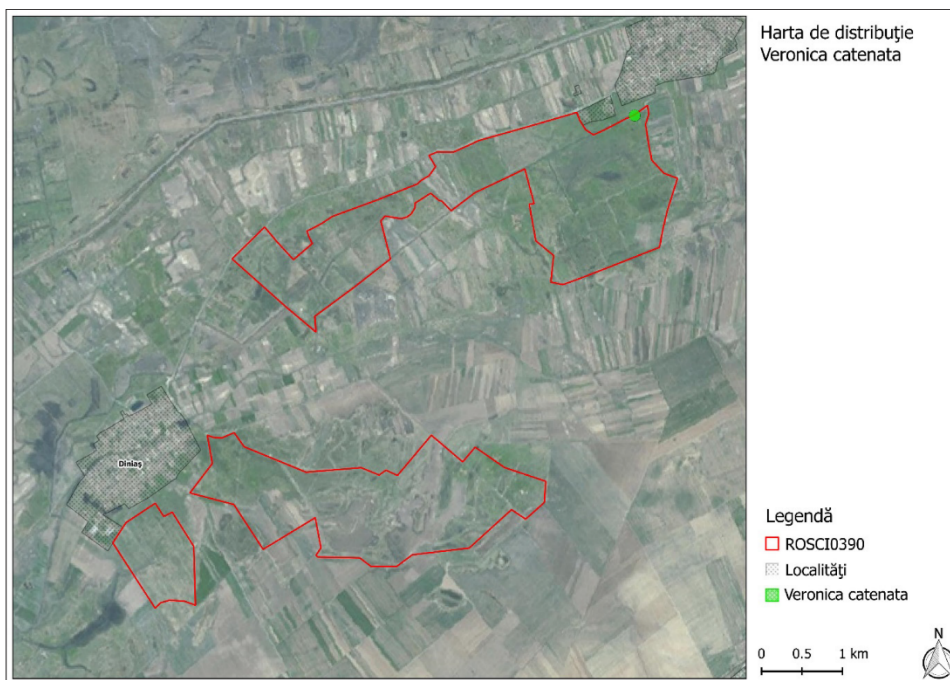 Harta de distribuţie
Veronica catenata
Diniaş
Legendă
ROSCI0390
Localităţi
Veronica catenata
N
0 0.5 1 km